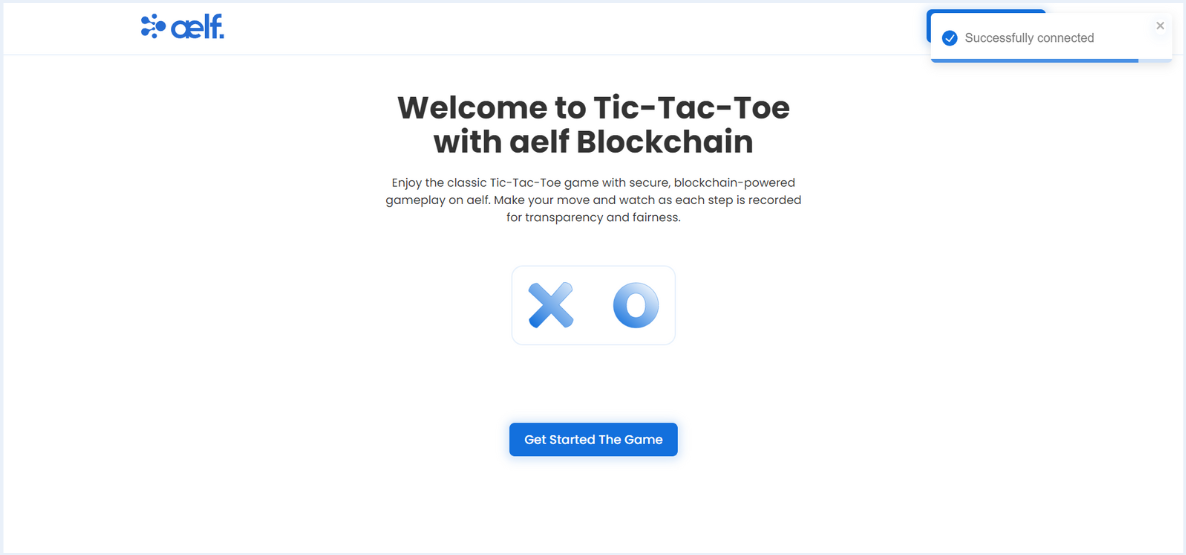 aelf.
Successfully connected
Welcome to Tic-Tac-Toe
with aelf Blockchain
Enjoy the classic Tic-Tac-Toe game with secure, blockchain-powered
gameplay on aelf. Make your move and watch as each step is recorded
for transparency and fairness.
X O
Get Started The Game